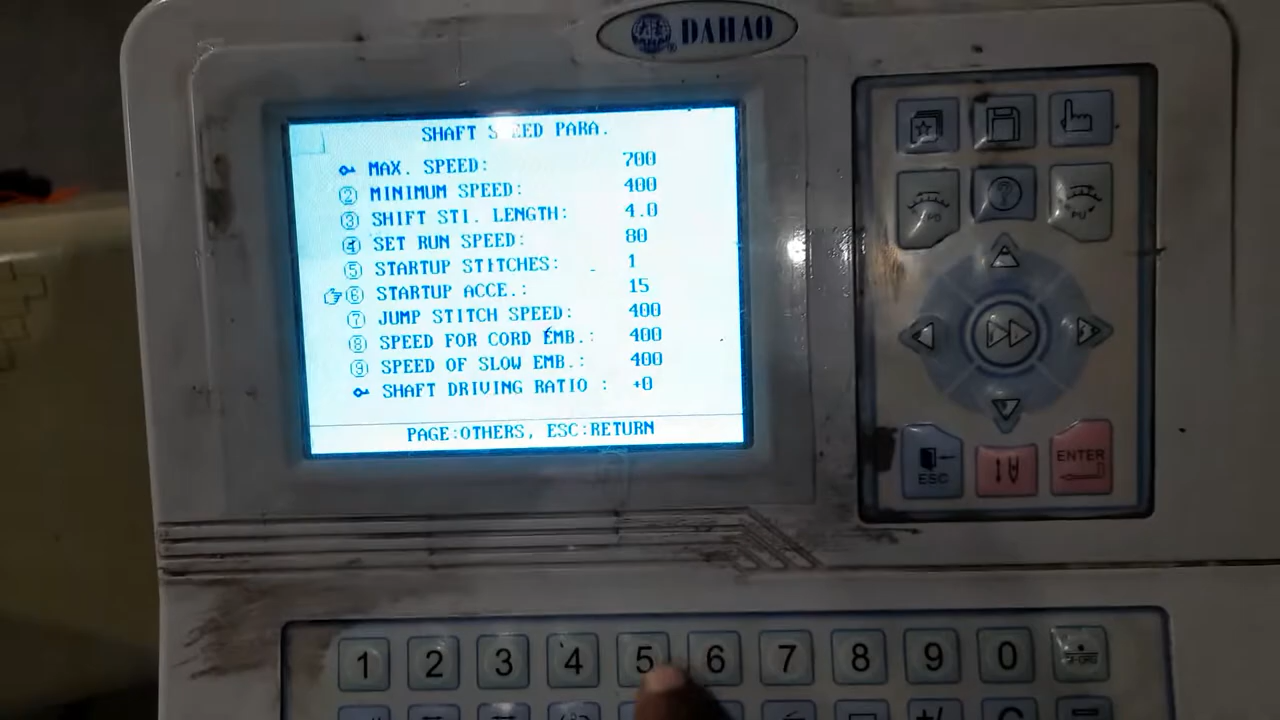 DAHAO
SHAFT S EED PARA.
MAX. SPEED: 700
② MINIMUM SPEED: 400
③ SHIFT STI. LENGTH: 4.0
④ SET RUN SPEED: 80
⑤ STARTUP STITCHES: 1
⑥ STARTUP ACCE.: 15
⑦ JUMP STITCH SPEED: 400
⑧ SPEED FOR CORD EMB.: 400
⑨ SPEED OF SLOW EMB.: 400
SHAFT DRIVING RATIO : +0
PAGE:OTHERS, ESC:RETURN
ESC
ENTER
1 2 3 4 5 6 7 8 9 0
+/- C